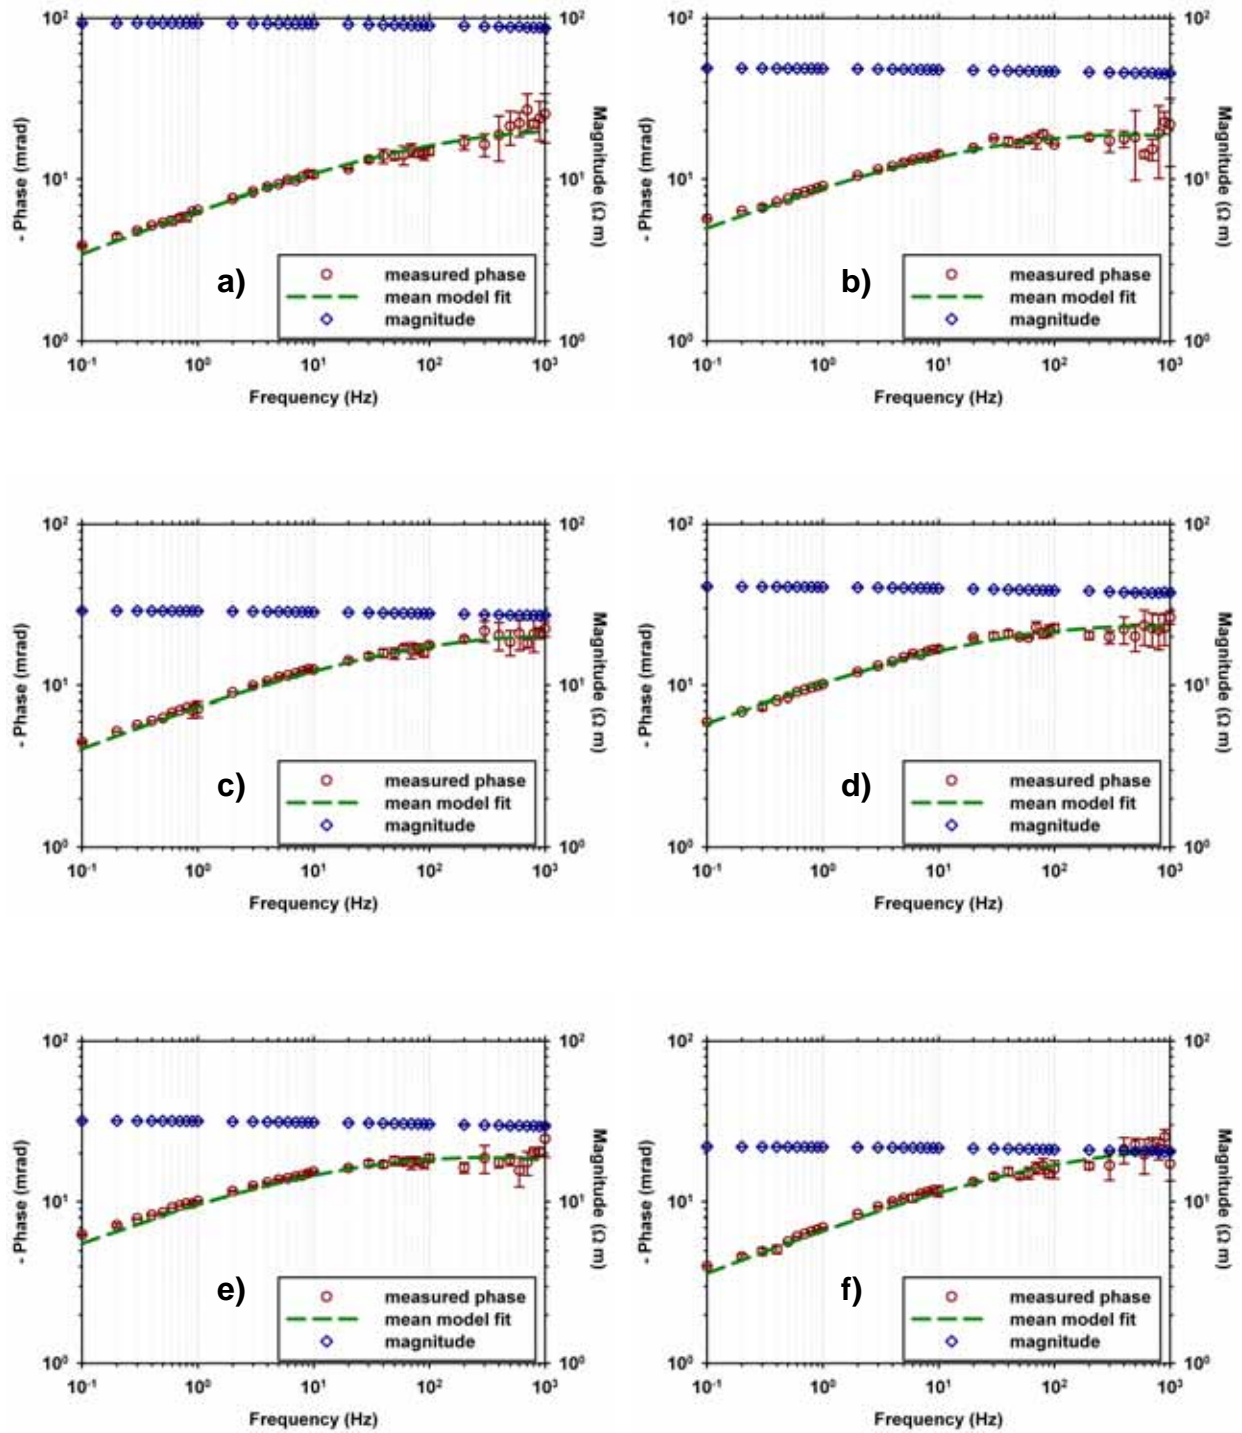 10² 10²
- Phase (mrad)
Magnitude (Ω m)
10¹ 10¹
a)
measured phase
mean model fit
magnitude
10⁰ 10⁰
10⁻¹ 10⁰ 10¹ 10² 10³
Frequency (Hz)
10² 10²
- Phase (mrad)
Magnitude (Ω m)
10¹ 10¹
b)
measured phase
mean model fit
magnitude
10⁰ 10⁰
10⁻¹ 10⁰ 10¹ 10² 10³
Frequency (Hz)
10² 10²
- Phase (mrad)
Magnitude (Ω m)
10¹ 10¹
c)
measured phase
mean model fit
magnitude
10⁰ 10⁰
10⁻¹ 10⁰ 10¹ 10² 10³
Frequency (Hz)
10² 10²
- Phase (mrad)
Magnitude (Ω m)
10¹ 10¹
d)
measured phase
mean model fit
magnitude
10⁰ 10⁰
10⁻¹ 10⁰ 10¹ 10² 10³
Frequency (Hz)
10² 10²
- Phase (mrad)
Magnitude (Ω m)
10¹ 10¹
e)
measured phase
mean model fit
magnitude
10⁰ 10⁰
10⁻¹ 10⁰ 10¹ 10² 10³
Frequency (Hz)
10² 10²
- Phase (mrad)
Magnitude (Ω m)
10¹ 10¹
f)
measured phase
mean model fit
magnitude
10⁰ 10⁰
10⁻¹ 10⁰ 10¹ 10² 10³
Frequency (Hz)